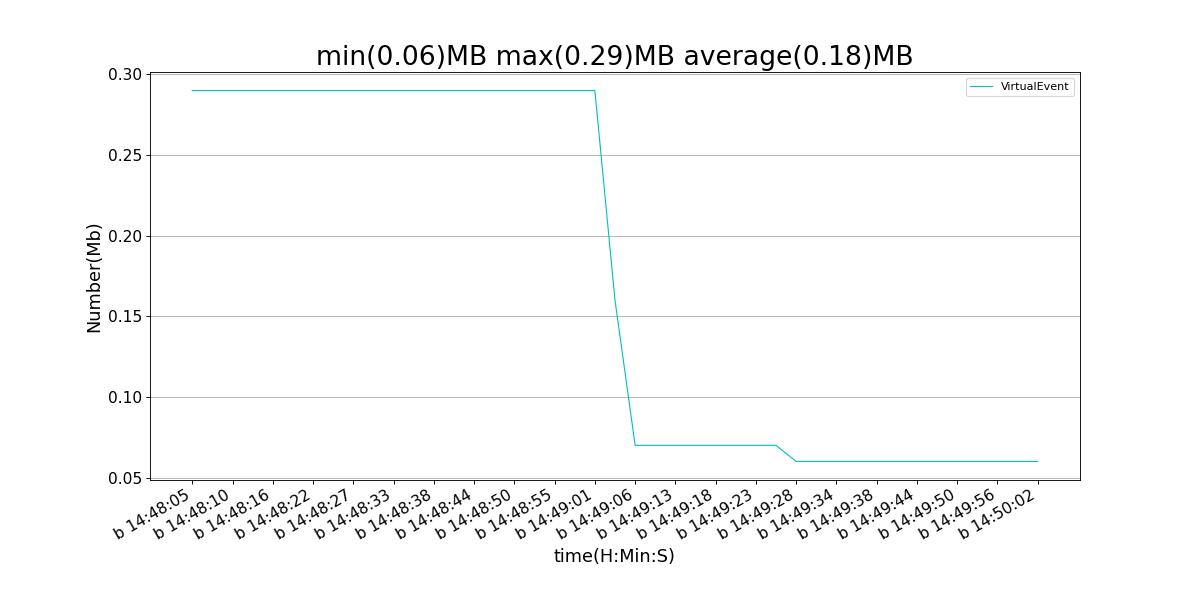 min(0.06)MB max(0.29)MB average(0.18)MB
VirtualEvent
0.30
0.25
0.20
0.15
0.10
0.05
Number(Mb)
b 14:48:05
b 14:48:10
b 14:48:16
b 14:48:22
b 14:48:27
b 14:48:33
b 14:48:38
b 14:48:44
b 14:48:50
b 14:48:55
b 14:49:01
b 14:49:06
b 14:49:13
b 14:49:18
b 14:49:23
b 14:49:28
b 14:49:34
b 14:49:38
b 14:49:44
b 14:49:50
b 14:49:56
b 14:50:02
time(H:Min:S)